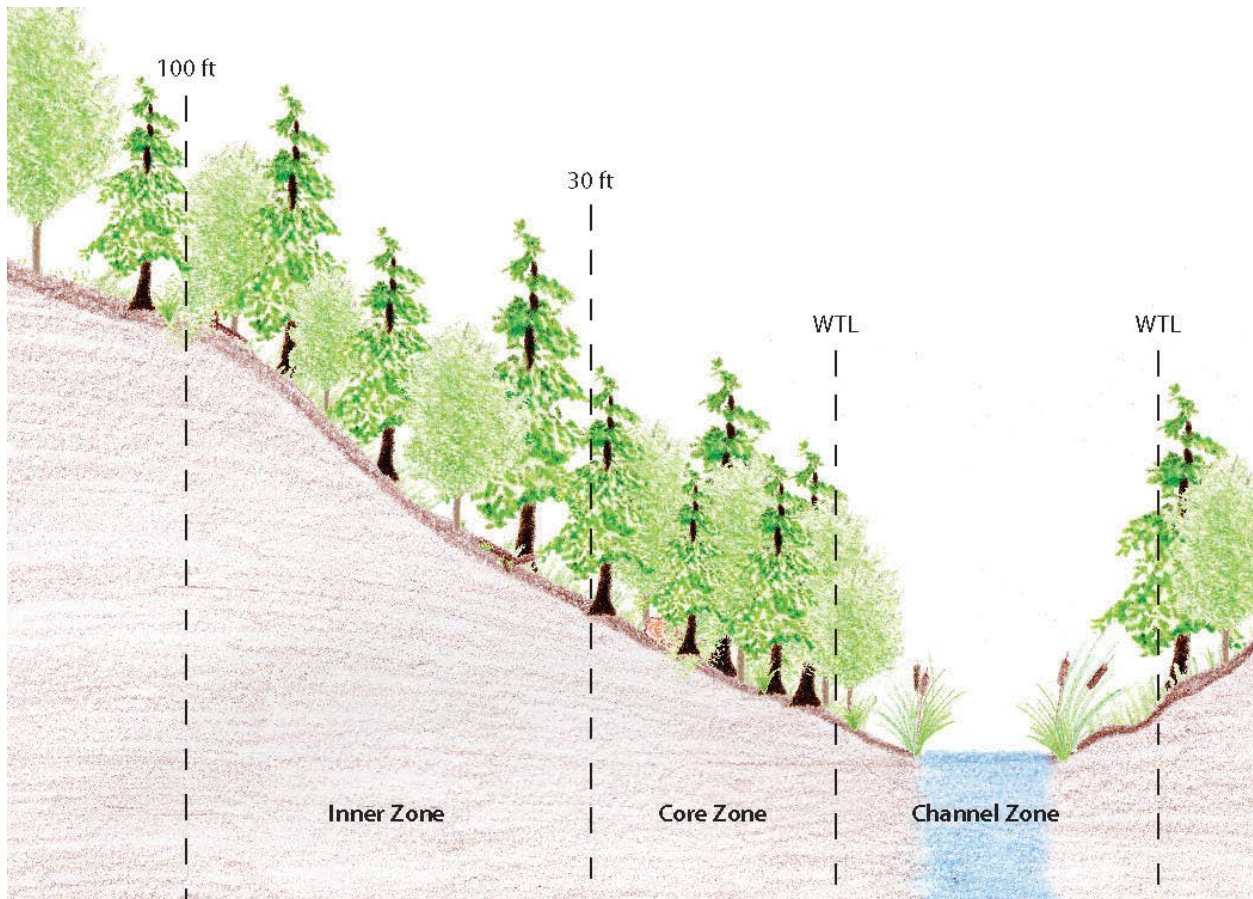 100 ft
30 ft
WTL
WTL
Inner Zone
Core Zone
Channel Zone